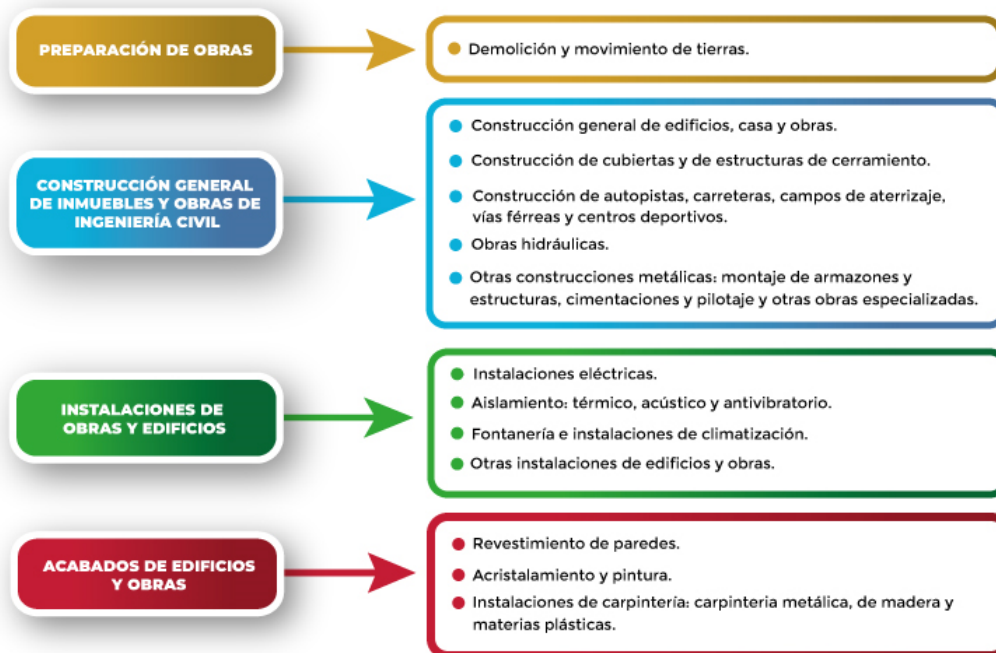 PREPARACIÓN DE OBRAS
Demolición y movimiento de tierras.
CONSTRUCCIÓN GENERAL
DE INMUEBLES Y OBRAS DE
INGENIERÍA CIVIL
Construcción general de edificios, casa y obras.
Construcción de cubiertas y de estructuras de cerramiento.
Construcción de autopistas, carreteras, campos de aterrizaje,
vías férreas y centros deportivos.
Obras hidráulicas.
Otras construcciones metálicas: montaje de armazones y
estructuras, cimentaciones y pilotaje y otras obras especializadas.
INSTALACIONES DE
OBRAS Y EDIFICIOS
Instalaciones eléctricas.
Aislamiento: térmico, acústico y antivibratorio.
Fontanería e instalaciones de climatización.
Otras instalaciones de edificios y obras.
ACABADOS DE EDIFICIOS
Y OBRAS
Revestimiento de paredes.
Acristalamiento y pintura.
Instalaciones de carpintería: carpinteria metálica, de madera y
materias plásticas.